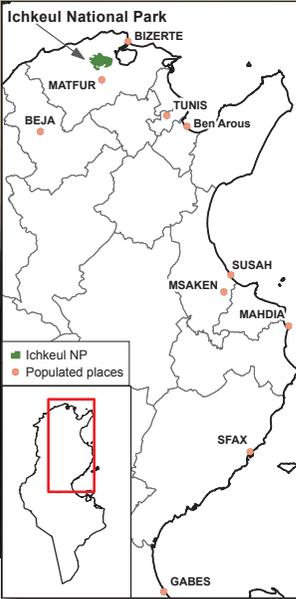 Ichkeul National Park
BIZERTE
MATFUR
TUNIS
BEJA
Ben Arous
SUSAH
MSAKEN
MAHDIA
Ichkeul NP
Populated places
SFAX
GABES